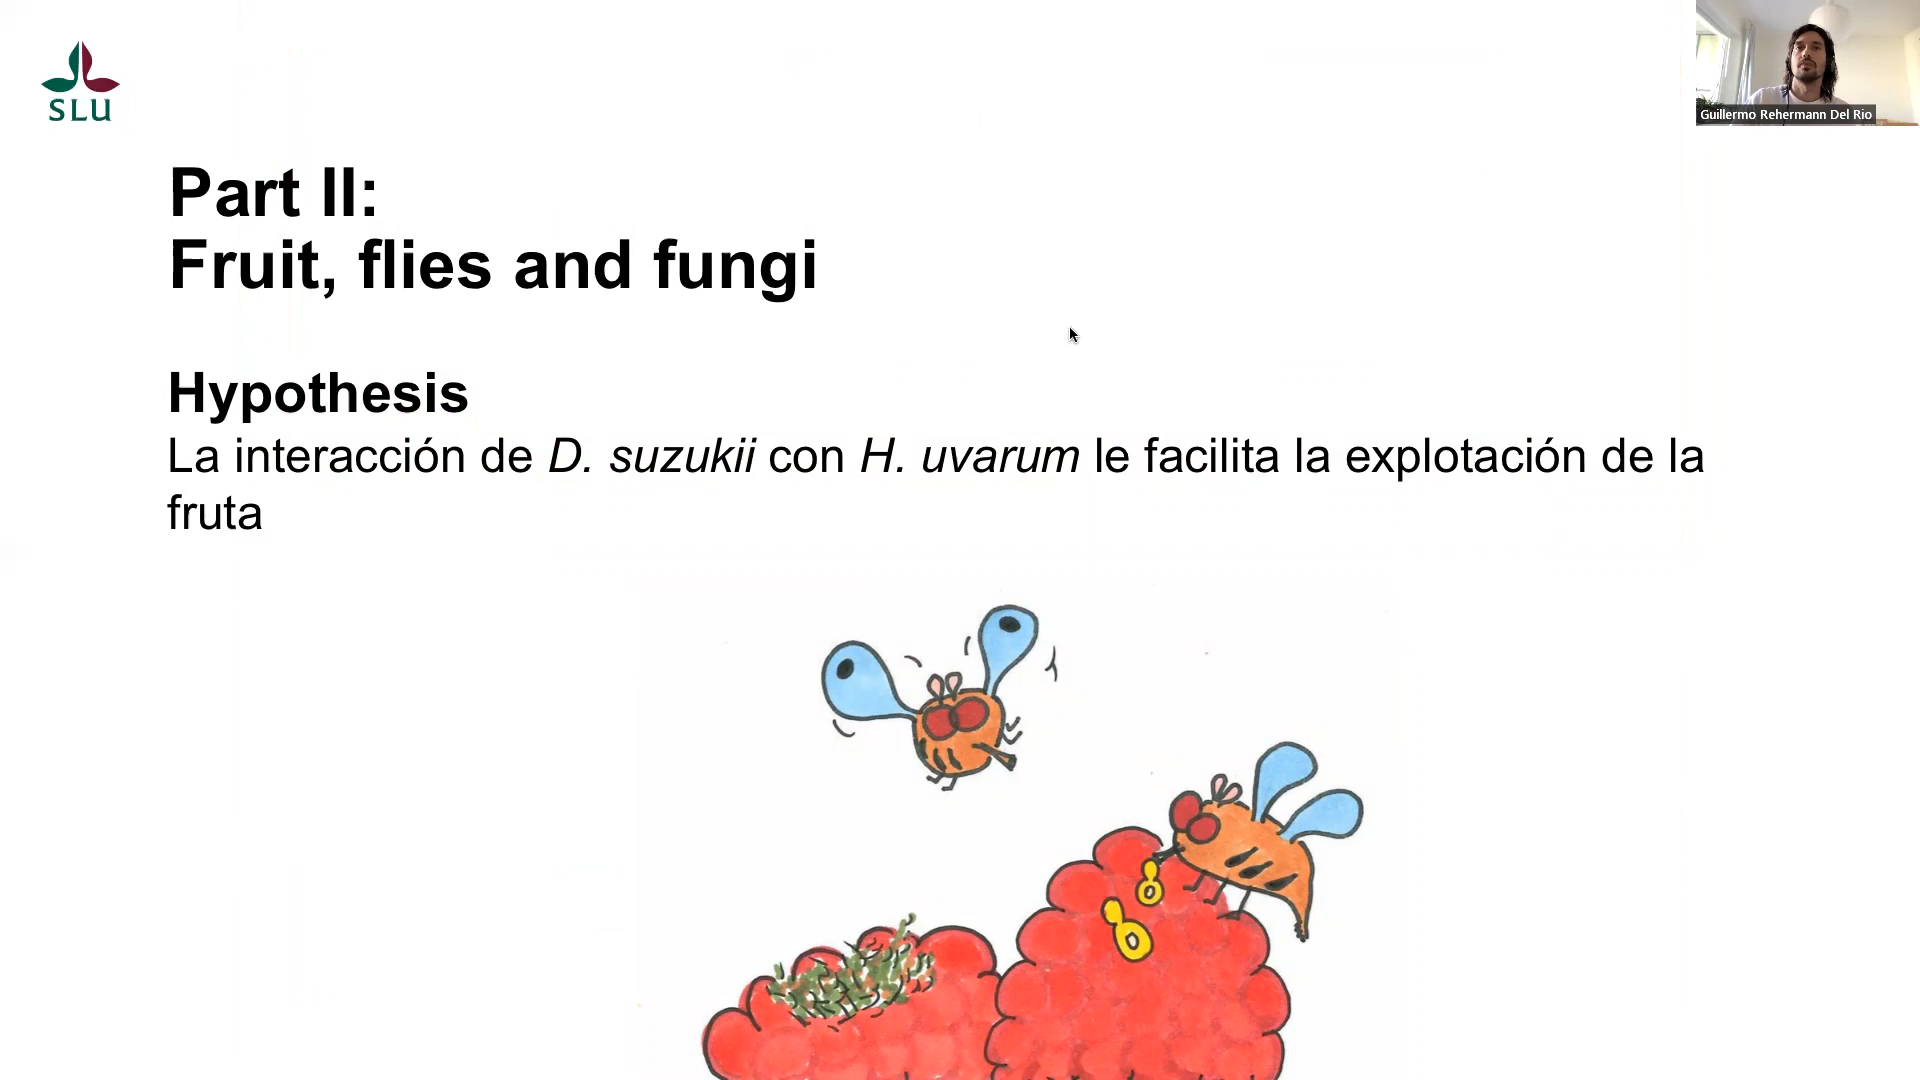 SLU
Guillermo Rehermann Del Rio
Part II:
Fruit, flies and fungi
Hypothesis
La interacción de D. suzukii con H. uvarum le facilita la explotación de la
fruta